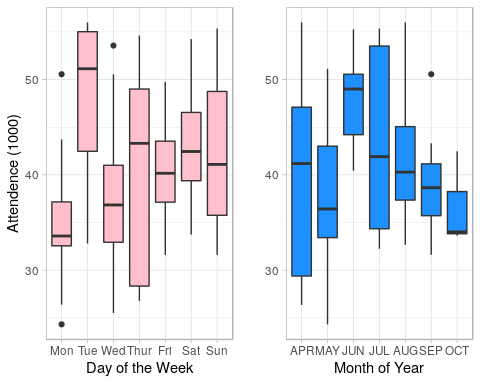 Attendence (1000)
50
40
30
Mon Tue Wed Thur Fri Sat Sun
Day of the Week
50
40
30
APR MAY JUN JUL AUG SEP OCT
Month of Year